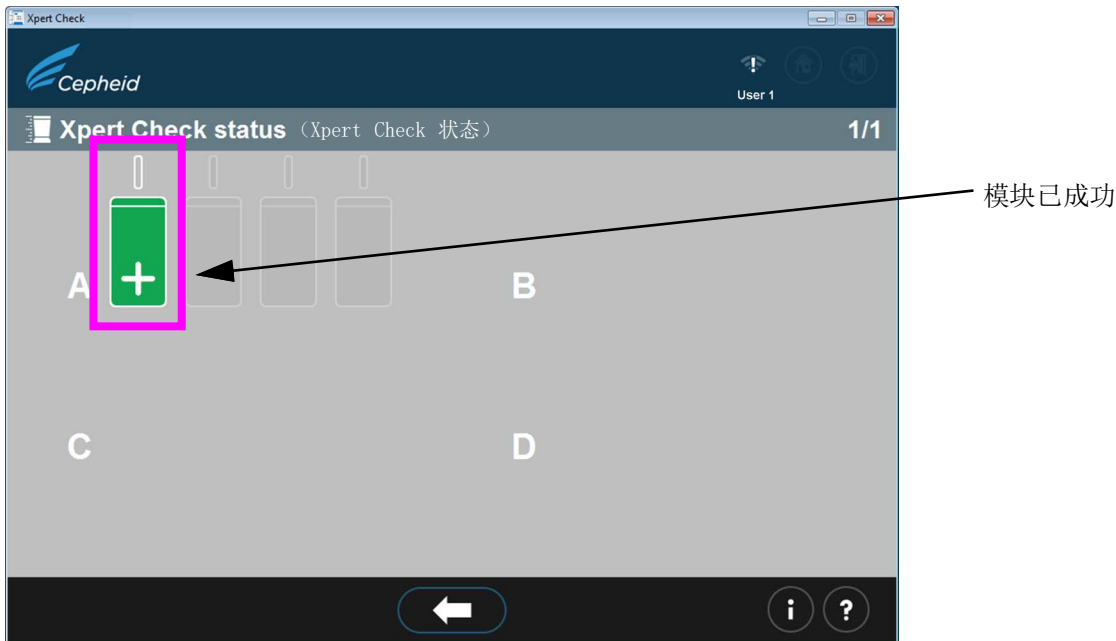 Xpert Check
Cepheid
User 1
Xpert Check status（Xpert Check 状态） 1/1
模块已成功
A
B
C
D
i ?